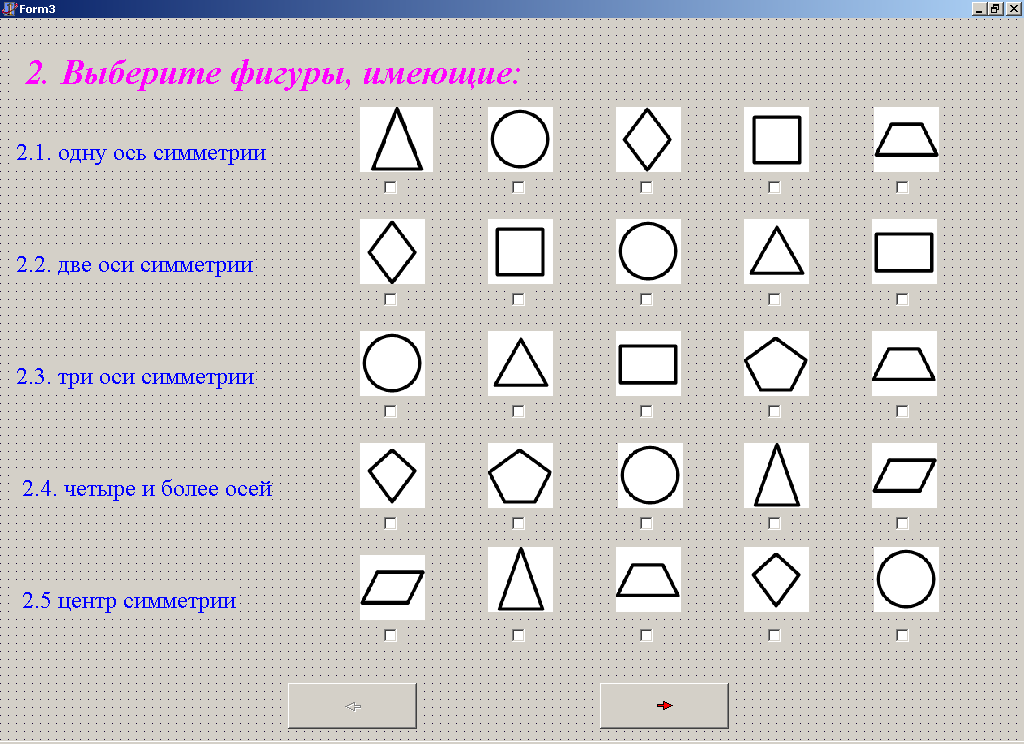 Form3
2. Выберите фигуры, имеющие:
2.1. одну ось симметрии
2.2. две оси симметрии
2.3. три оси симметрии
2.4. четыре и более осей
2.5 центр симметрии